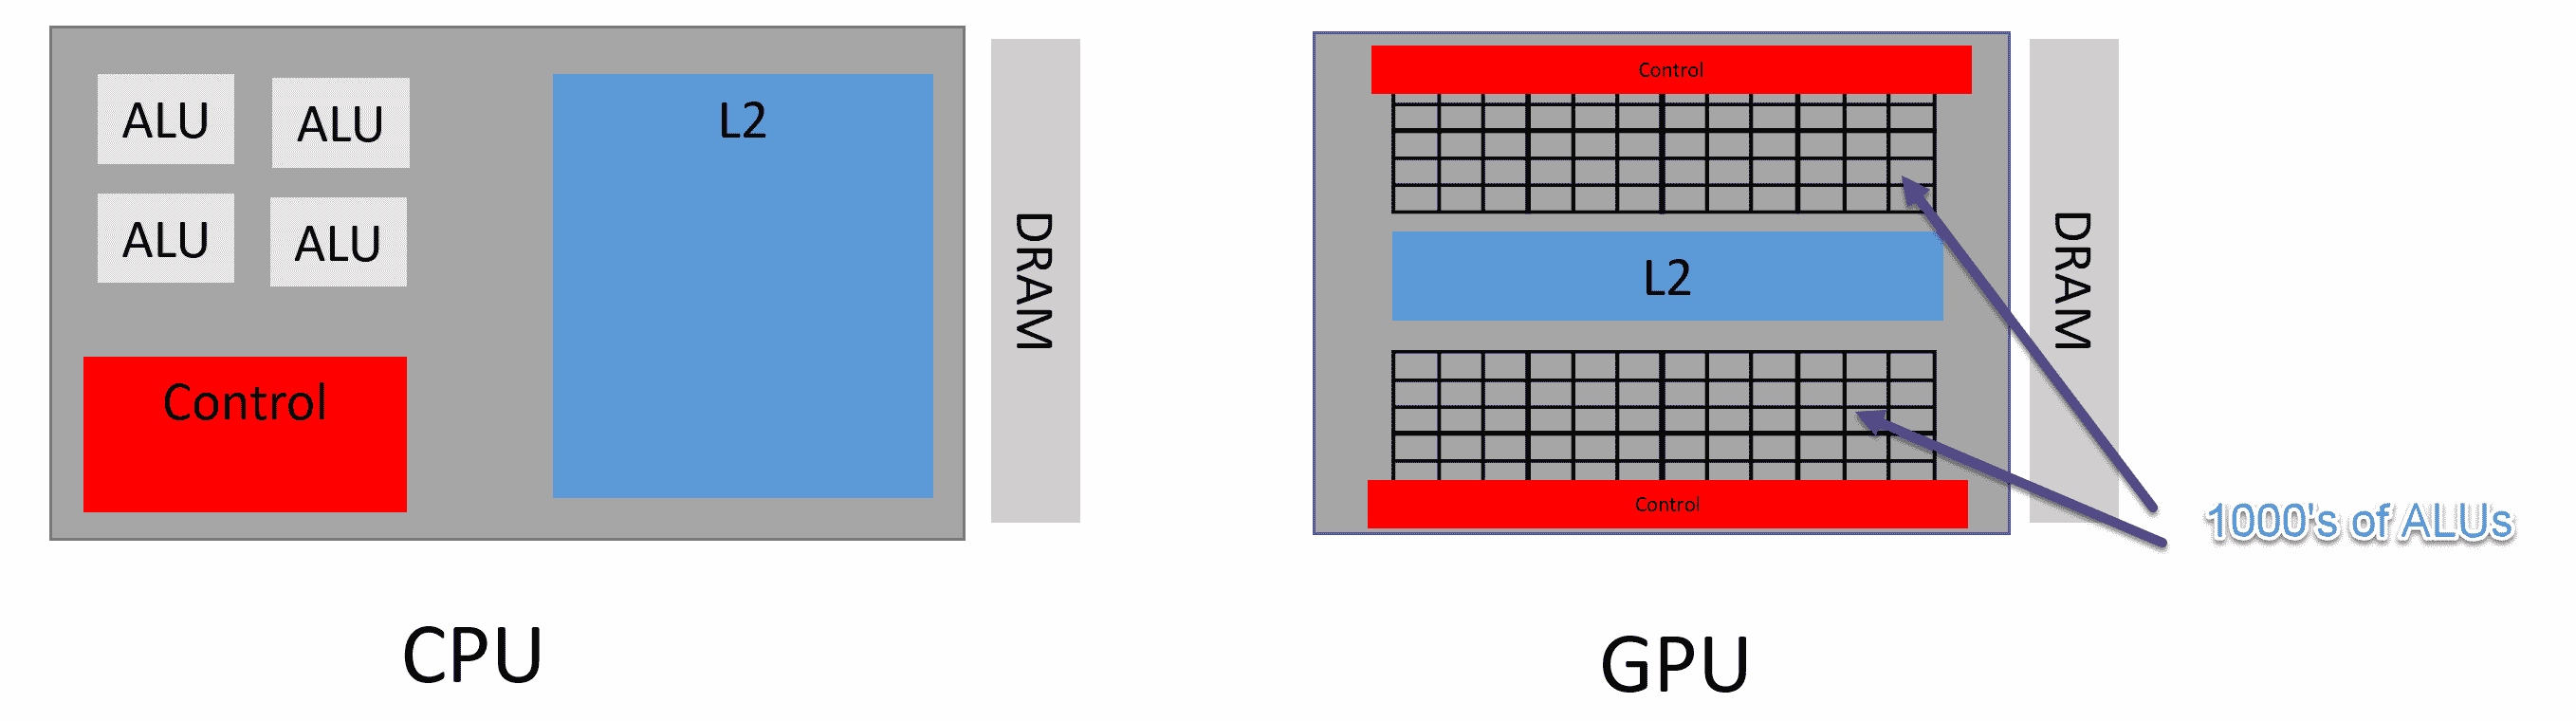 ALU
ALU
ALU
ALU
Control
L2
DRAM
CPU
Control
L2
Control
DRAM
1000's of ALUs
GPU